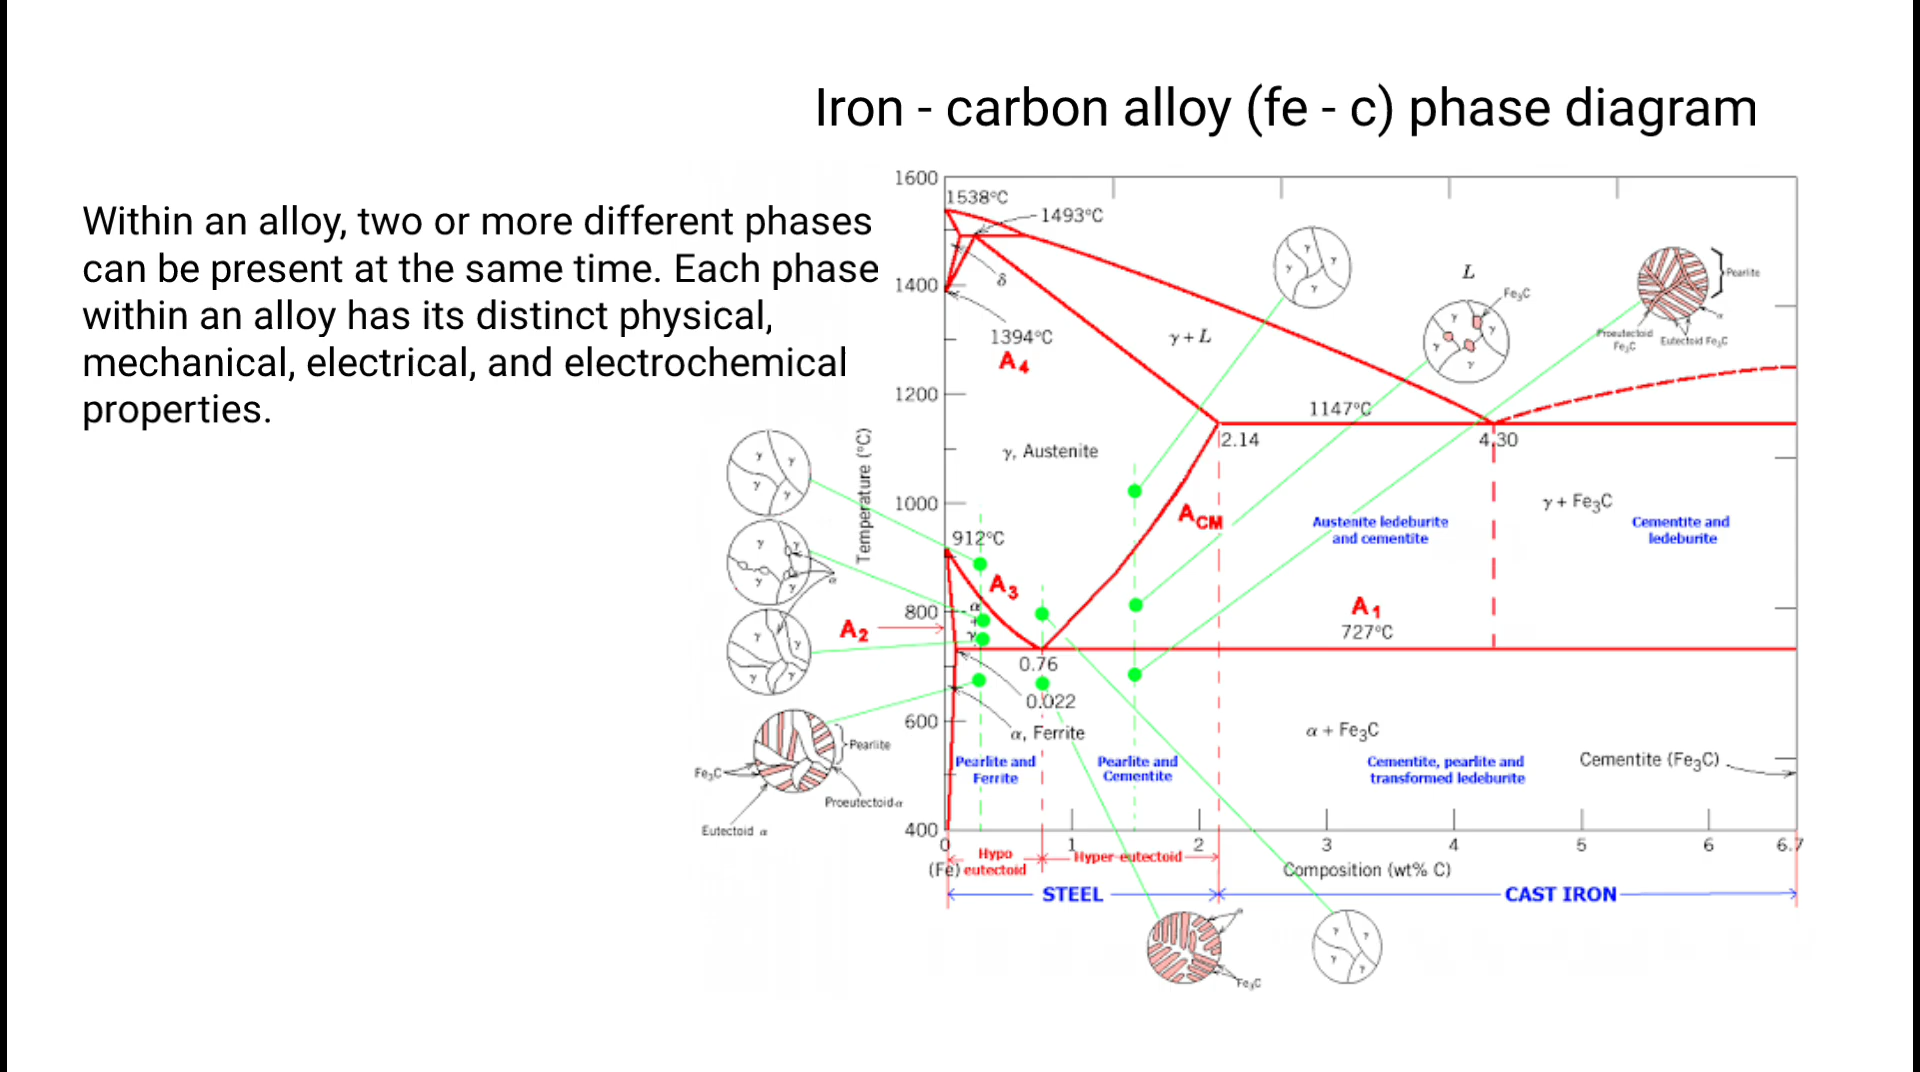 Iron - carbon alloy (fe - c) phase diagram
Within an alloy, two or more different phases
can be present at the same time. Each phase
within an alloy has its distinct physical,
mechanical, electrical, and electrochemical
properties.
1600
1538°C
1493°C
δ
1400
1394°C
A4
γ + L
L
Fe3C
γ
γ
γ
γ
γ
γ
γ
γ
Pearlite
α
Proeutectoid
Fe3C
Eutectoid Fe3C
1200
1147°C
2.14
4.30
Temperature (°C)
γ, Austenite
1000
ACM
Austenite ledeburite
and cementite
γ + Fe3C
Cementite and
ledeburite
912°C
A3
α
+
γ
800
A2
A1
727°C
0.76
0.022
600
α, Ferrite
α + Fe3C
Cementite (Fe3C)
Pearlite and
Ferrite
Pearlite and
Cementite
Cementite, pearlite and
transformed ledeburite
400
γ
γ
γ
γ
γ
γ
γ
γ
α
γ
γ
γ
γ
Pearlite
Fe3C
Proeutectoid α
Eutectoid α
0
1
2
3
4
5
6
6.7
(Fe)
Hypo
eutectoid
Hyper eutectoid
Composition (wt% C)
STEEL
CAST IRON
α
Fe3C
γ
γ
γ
γ